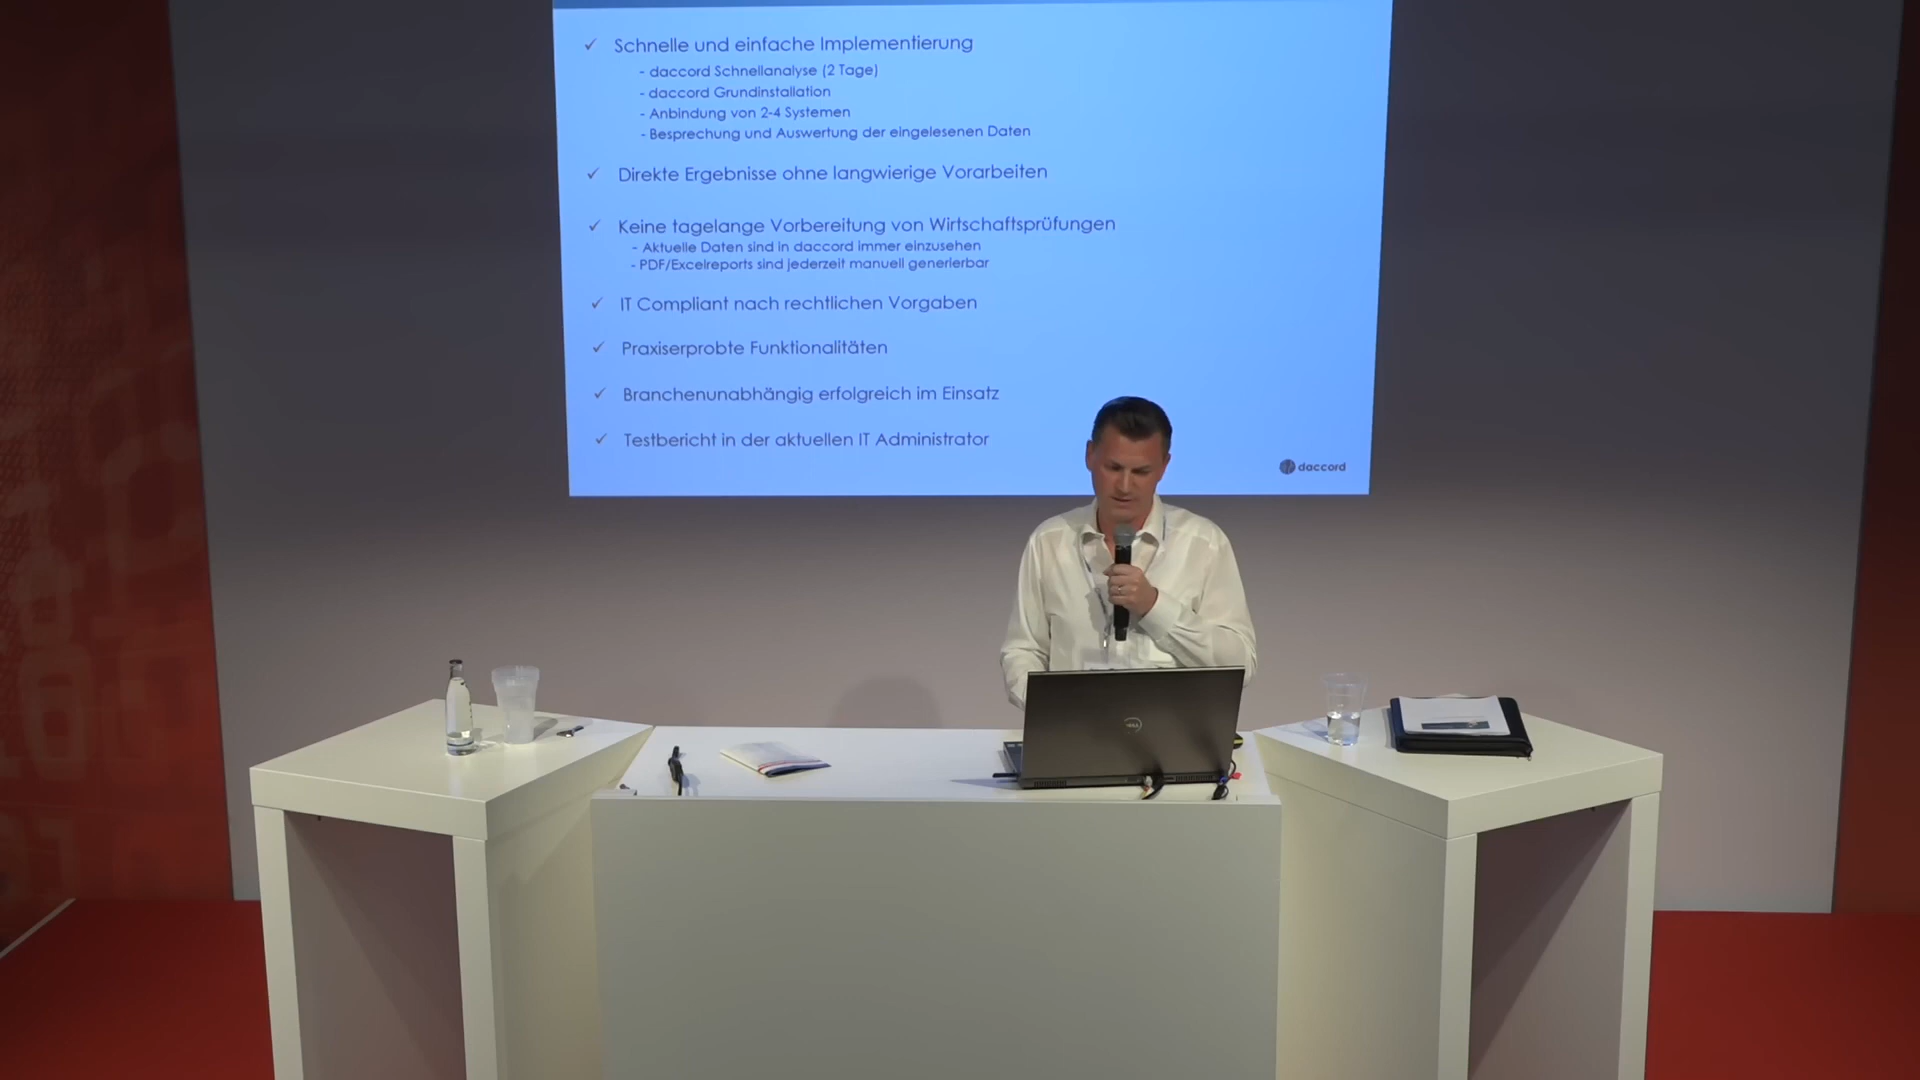 ✓ Schnelle und einfache Implementierung
- daccord Schnellanalyse (2 Tage)
- daccord Grundinstallation
- Anbindung von 2-4 Systemen
- Besprechung und Auswertung der eingelesenen Daten
✓ Direkte Ergebnisse ohne langwierige Vorarbeiten
✓ Keine tagelange Vorbereitung von Wirtschaftsprüfungen
- Aktuelle Daten sind in daccord immer einzusehen
- PDF/Excelreports sind jederzeit manuell generierbar
✓ IT Compliant nach rechtlichen Vorgaben
✓ Praxiserprobte Funktionalitäten
✓ Branchenunabhängig erfolgreich im Einsatz
✓ Testbericht in der aktuellen IT Administrator
daccord
DELL